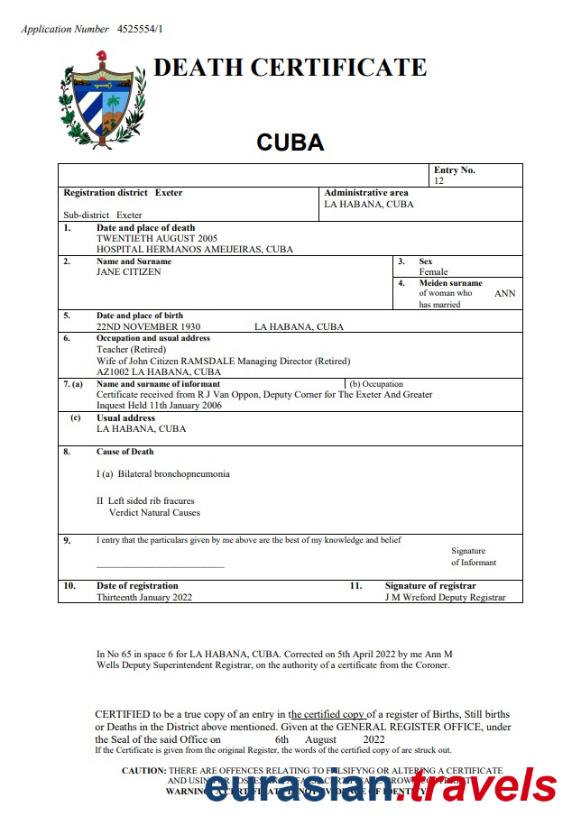 Application Number 4525554/1
DEATH CERTIFICATE
CUBA
Entry No.
12
Registration district Exeter
Sub-district Exeter
Administrative area
LA HABANA, CUBA
1. Date and place of death
TWENTIETH AUGUST 2005
HOSPITAL HERMANOS AMEIJEIRAS, CUBA
2. Name and Surname
JANE CITIZEN
3. Sex
Female
4. Meiden surname
of woman who ANN
has married
5. Date and place of birth
22ND NOVEMBER 1930 LA HABANA, CUBA
6. Occupation and usual address
Teacher (Retired)
Wife of John Citizen RAMSDALE Managing Director (Retired)
AZ1002 LA HABANA, CUBA
7. (a) Name and surname of informant (b) Occupation
Certificate received from R J Van Oppon, Deputy Corner for The Exeter And Greater
Inquest Held 11th January 2006
(c) Usual address
LA HABANA, CUBA
8. Cause of Death
I (a) Bilateral bronchopneumonia
II Left sided rib fracures
Verdict Natural Causes
9. I entry that the particulars given by me above are the best of my knowledge and belief
Signature
of Informant
10. Date of registration
Thirteenth January 2022
11. Signature of registrar
J M Wreford Deputy Registrar
In No 65 in space 6 for LA HABANA, CUBA. Corrected on 5th April 2022 by me Ann M
Wells Deputy Superintendent Registrar, on the authority of a certificate from the Coroner.
CERTIFIED to be a true copy of an entry in the certified copy of a register of Births, Still births
or Deaths in the District above mentioned. Given at the GENERAL REGISTER OFFICE, under
the Seal of the said Office on 6th August 2022
If the Certificate is given from the original Register, the words of the certified copy of are struck out.
CAUTION: THERE ARE OFFENCES RELATING TO FALSIFYNG OR ALTERING A CERTIFICATE
eurasian.travels